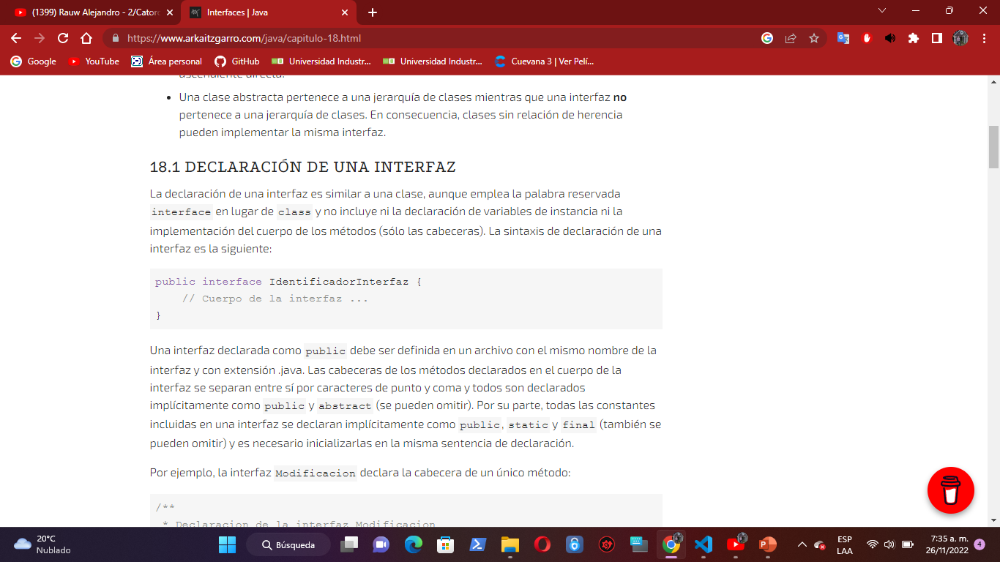 (1399) Rauw Alejandro - 2/Catorc
Interfaces | Java
https://www.arkaitzgarro.com/java/capitulo-18.html
Google
YouTube
Área personal
GitHub
Universidad Industr...
Universidad Industr...
Cuevana 3 | Ver Pelí...
ascendiente directa.
• Una clase abstracta pertenece a una jerarquía de clases mientras que una interfaz no
pertenece a una jerarquía de clases. En consecuencia, clases sin relación de herencia
pueden implementar la misma interfaz.
18.1 DECLARACIÓN DE UNA INTERFAZ
La declaración de una interfaz es similar a una clase, aunque emplea la palabra reservada
interface en lugar de class y no incluye ni la declaración de variables de instancia ni la
implementación del cuerpo de los métodos (sólo las cabeceras). La sintaxis de declaración de una
interfaz es la siguiente:
public interface IdentificadorInterfaz {
// Cuerpo de la interfaz ...
}
Una interfaz declarada como public debe ser definida en un archivo con el mismo nombre de la
interfaz y con extensión .java. Las cabeceras de los métodos declarados en el cuerpo de la
interfaz se separan entre sí por caracteres de punto y coma y todos son declarados
implícitamente como public y abstract (se pueden omitir). Por su parte, todas las constantes
incluidas en una interfaz se declaran implícitamente como public, static y final (también se
pueden omitir) y es necesario inicializarlas en la misma sentencia de declaración.
Por ejemplo, la interfaz Modificacion declara la cabecera de un único método:
/**
* Declaracion de la interfaz Modificacion
20°C
Nublado
Búsqueda
ESP
LAA
7:35 a. m.
26/11/2022
4